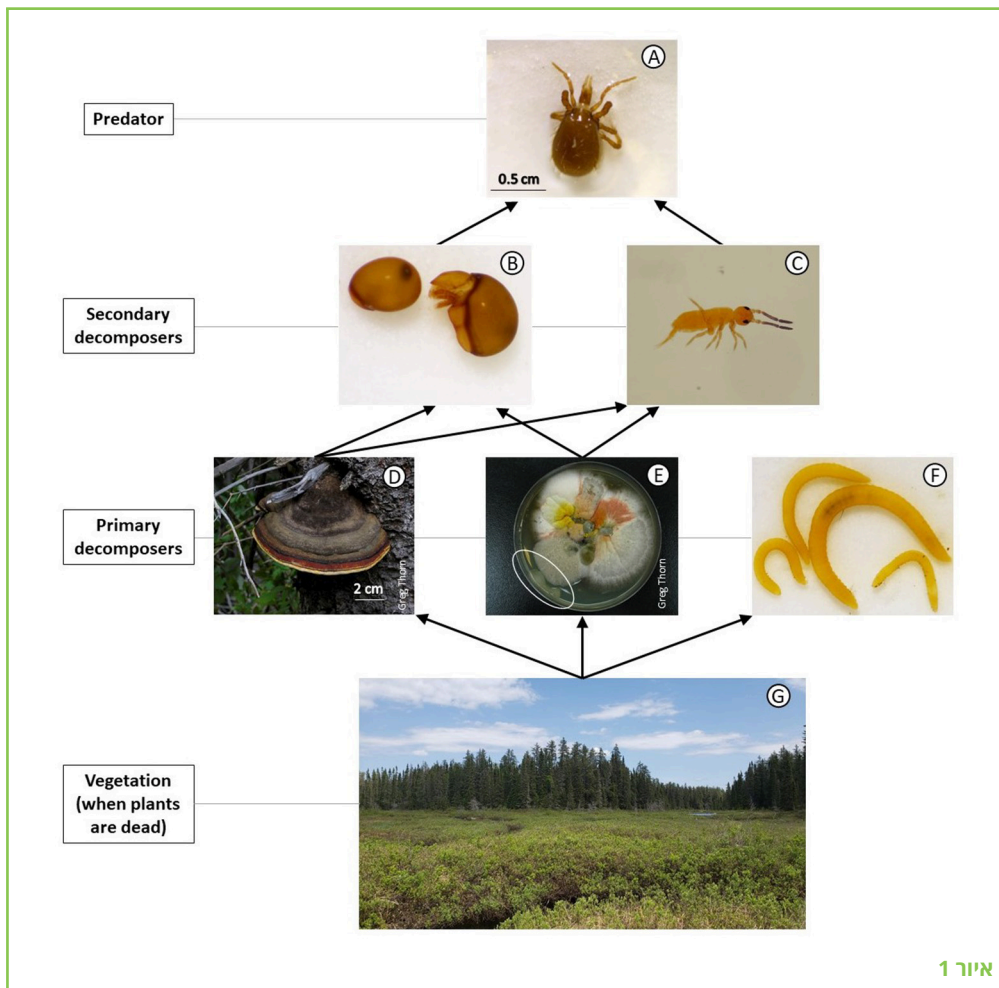 A
Predator
0.5 cm
B
C
Secondary
decomposers
D
E
F
Primary
decomposers
2 cm
Greg Thorn
Greg Thorn
G
Vegetation
(when plants
are dead)
איור 1